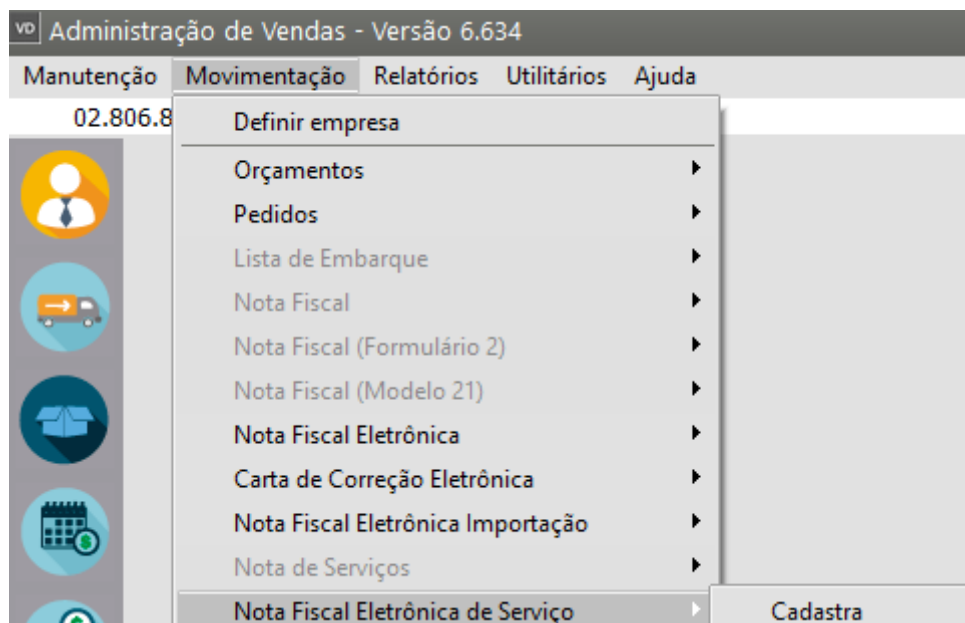 VD Administração de Vendas - Versão 6.634
Manutenção Movimentação Relatórios Utilitários Ajuda
02.806.8
Definir empresa
Orçamentos
Pedidos
Lista de Embarque
Nota Fiscal
Nota Fiscal (Formulário 2)
Nota Fiscal (Modelo 21)
Nota Fiscal Eletrônica
Carta de Correção Eletrônica
Nota Fiscal Eletrônica Importação
Nota de Serviços
Nota Fiscal Eletrônica de Serviço Cadastra